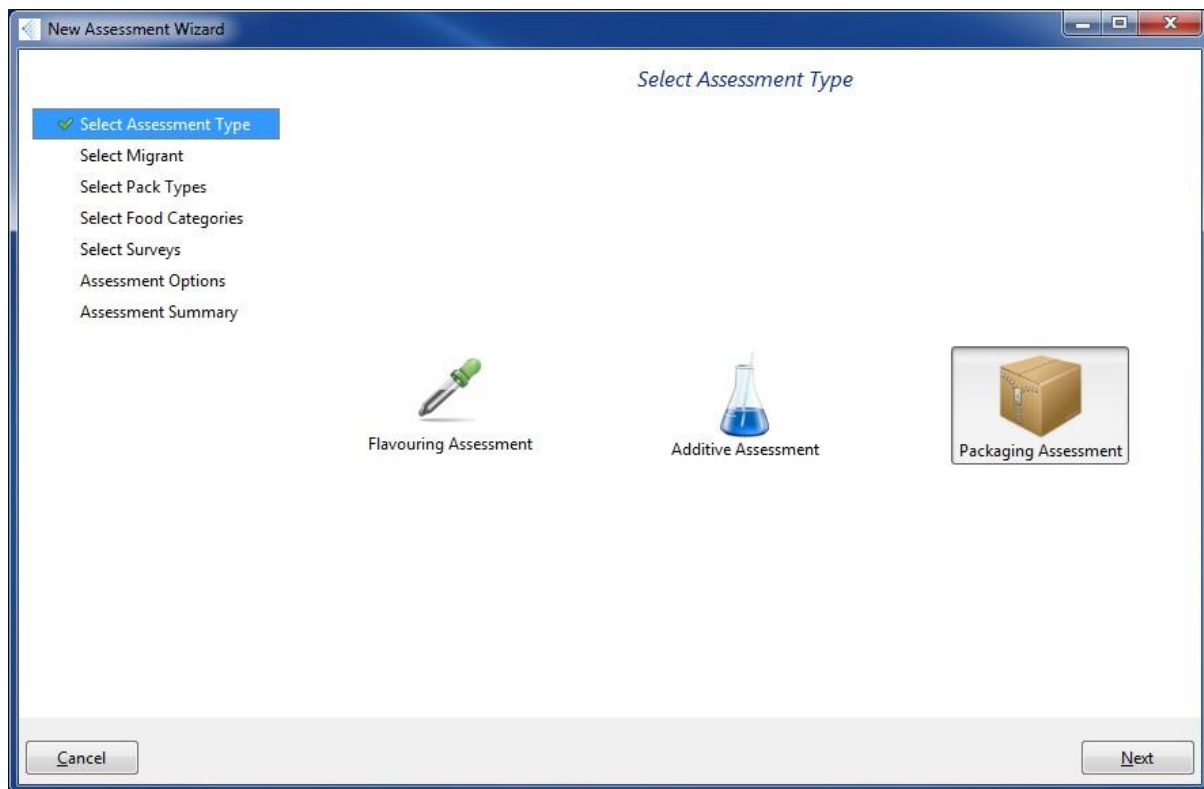 New Assessment Wizard
Select Assessment Type
Select Assessment Type
Select Migrant
Select Pack Types
Select Food Categories
Select Surveys
Assessment Options
Assessment Summary
Flavouring Assessment
Additive Assessment
Packaging Assessment
Cancel
Next